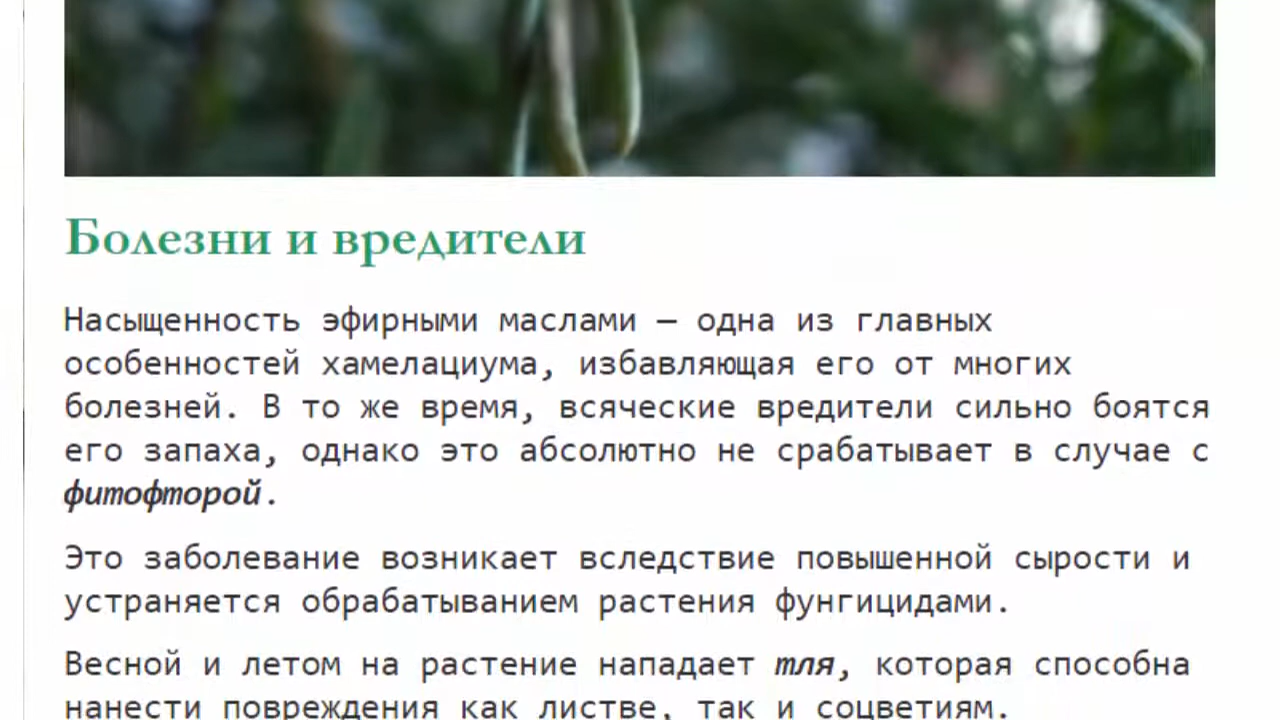 Болезни и вредители
Насыщенность эфирными маслами – одна из главных
особенностей хамелациума, избавляющая его от многих
болезней. В то же время, всяческие вредители сильно боятся
его запаха, однако это абсолютно не срабатывает в случае с
фитофторой.
Это заболевание возникает вследствие повышенной сырости и
устраняется обрабатыванием растения фунгицидами.
Весной и летом на растение нападает тля, которая способна
нанести повреждения как листве, так и соцветиям.